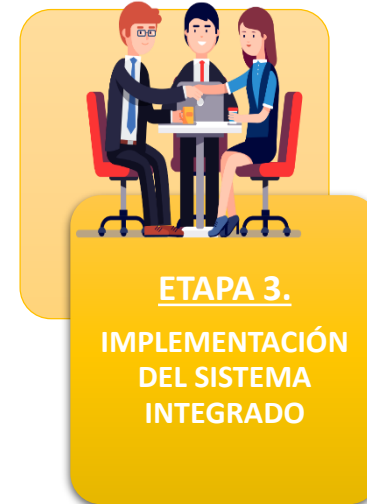 ETAPA 3.
IMPLEMENTACIÓN
DEL SISTEMA
INTEGRADO